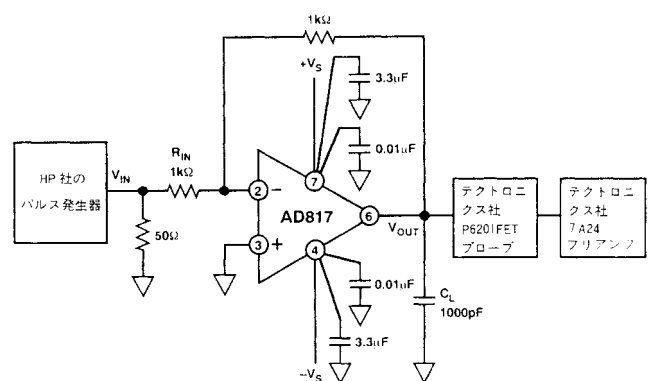 1kΩ
+VS
3.3µF
0.01µF
HP社の
パルス発生器
VIN
RIN
1kΩ
50Ω
2
−
7
AD817
6
3
+
4
VOUT
テクトロニ
クス社
P6201FET
プローブ
テクトロニ
クス社
7A24
プリアンプ
0.01µF
3.3µF
−VS
CL
1000pF